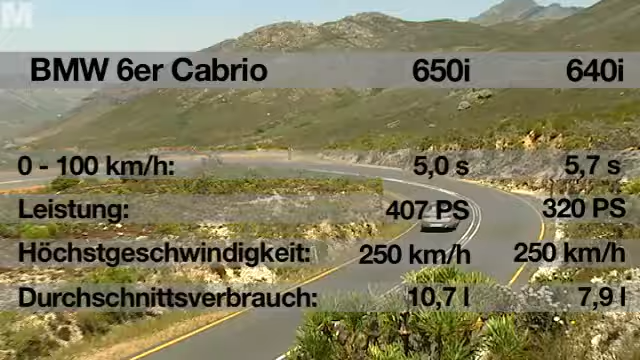 M
BMW 6er Cabrio 650i 640i
0 - 100 km/h: 5,0 s 5,7 s
Leistung: 407 PS 320 PS
Höchstgeschwindigkeit: 250 km/h 250 km/h
Durchschnittsverbrauch: 10,7 l 7,9 l